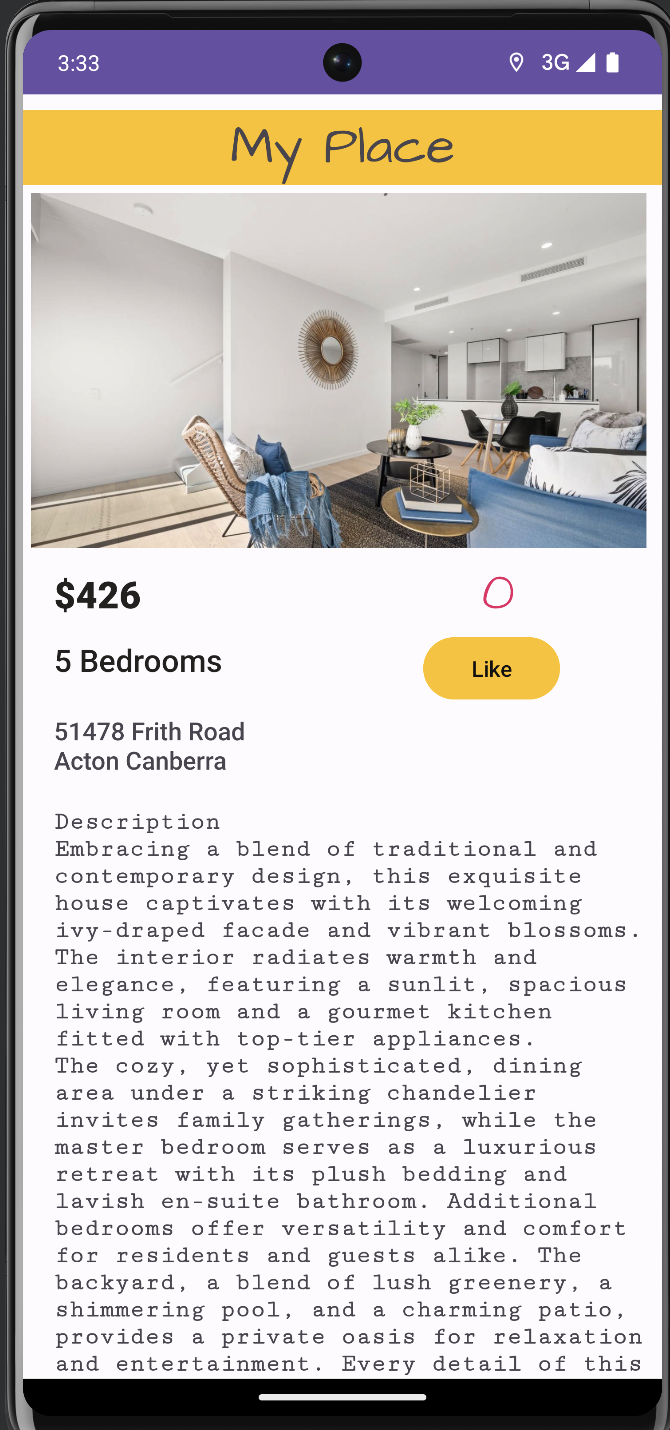 3:33
3G
My Place
$426
0
5 Bedrooms
Like
51478 Frith Road
Acton Canberra
Description
Embracing a blend of traditional and
contemporary design, this exquisite
house captivates with its welcoming
ivy-draped facade and vibrant blossoms.
The interior radiates warmth and
elegance, featuring a sunlit, spacious
living room and a gourmet kitchen
fitted with top-tier appliances.
The cozy, yet sophisticated, dining
area under a striking chandelier
invites family gatherings, while the
master bedroom serves as a luxurious
retreat with its plush bedding and
lavish en-suite bathroom. Additional
bedrooms offer versatility and comfort
for residents and guests alike. The
backyard, a blend of lush greenery, a
shimmering pool, and a charming patio,
provides a private oasis for relaxation
and entertainment. Every detail of this